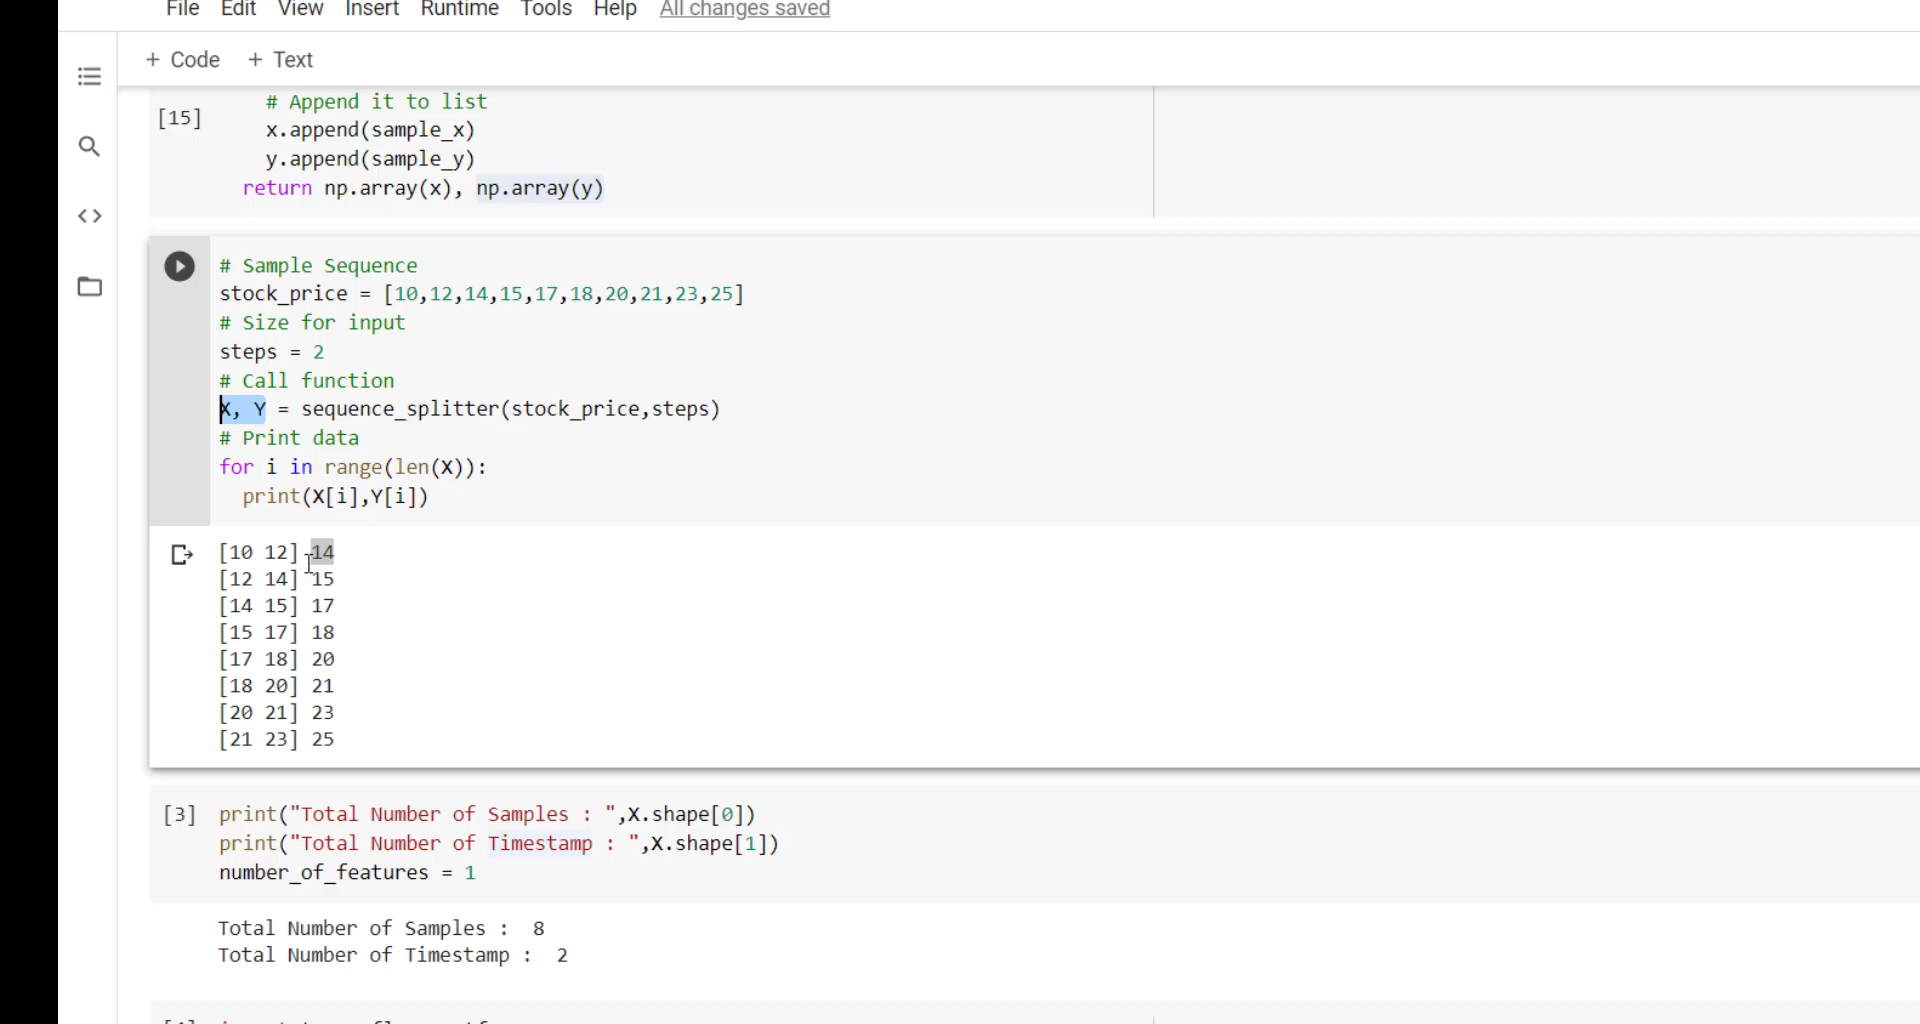 File Edit View Insert Runtime Tools Help All changes saved
+ Code + Text
[15]
# Append it to list
x.append(sample_x)
y.append(sample_y)
return np.array(x), np.array(y)
# Sample Sequence
stock_price = [10,12,14,15,17,18,20,21,23,25]
# Size for input
steps = 2
# Call function
X, Y = sequence_splitter(stock_price,steps)
# Print data
for i in range(len(X)):
print(X[i],Y[i])
[10 12] 14
[12 14] 15
[14 15] 17
[15 17] 18
[17 18] 20
[18 20] 21
[20 21] 23
[21 23] 25
[3] print("Total Number of Samples : ",X.shape[0])
print("Total Number of Timestamp : ",X.shape[1])
number_of_features = 1
Total Number of Samples : 8
Total Number of Timestamp : 2